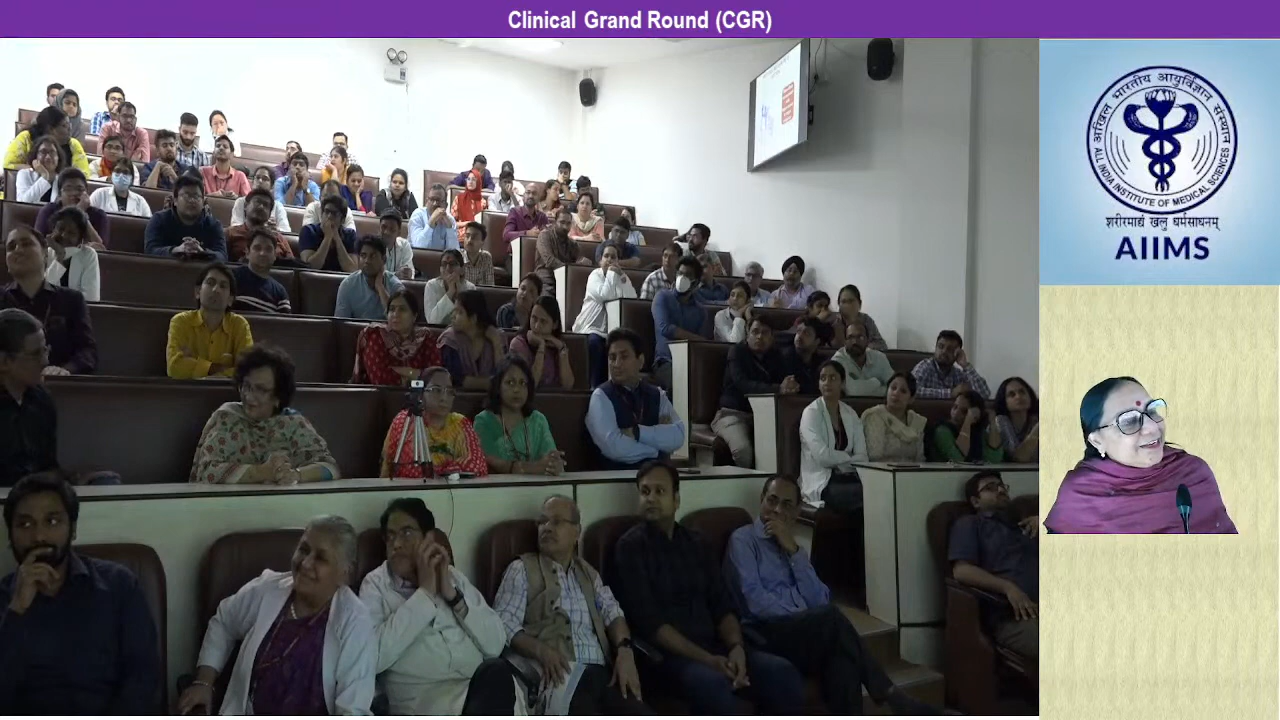 Clinical Grand Round (CGR)
अखिल भारतीय आयुर्विज्ञान संस्थान
ALL INDIA INSTITUTE OF MEDICAL SCIENCES
शरीरमाद्यं खलु धर्मसाधनम्
AIIMS